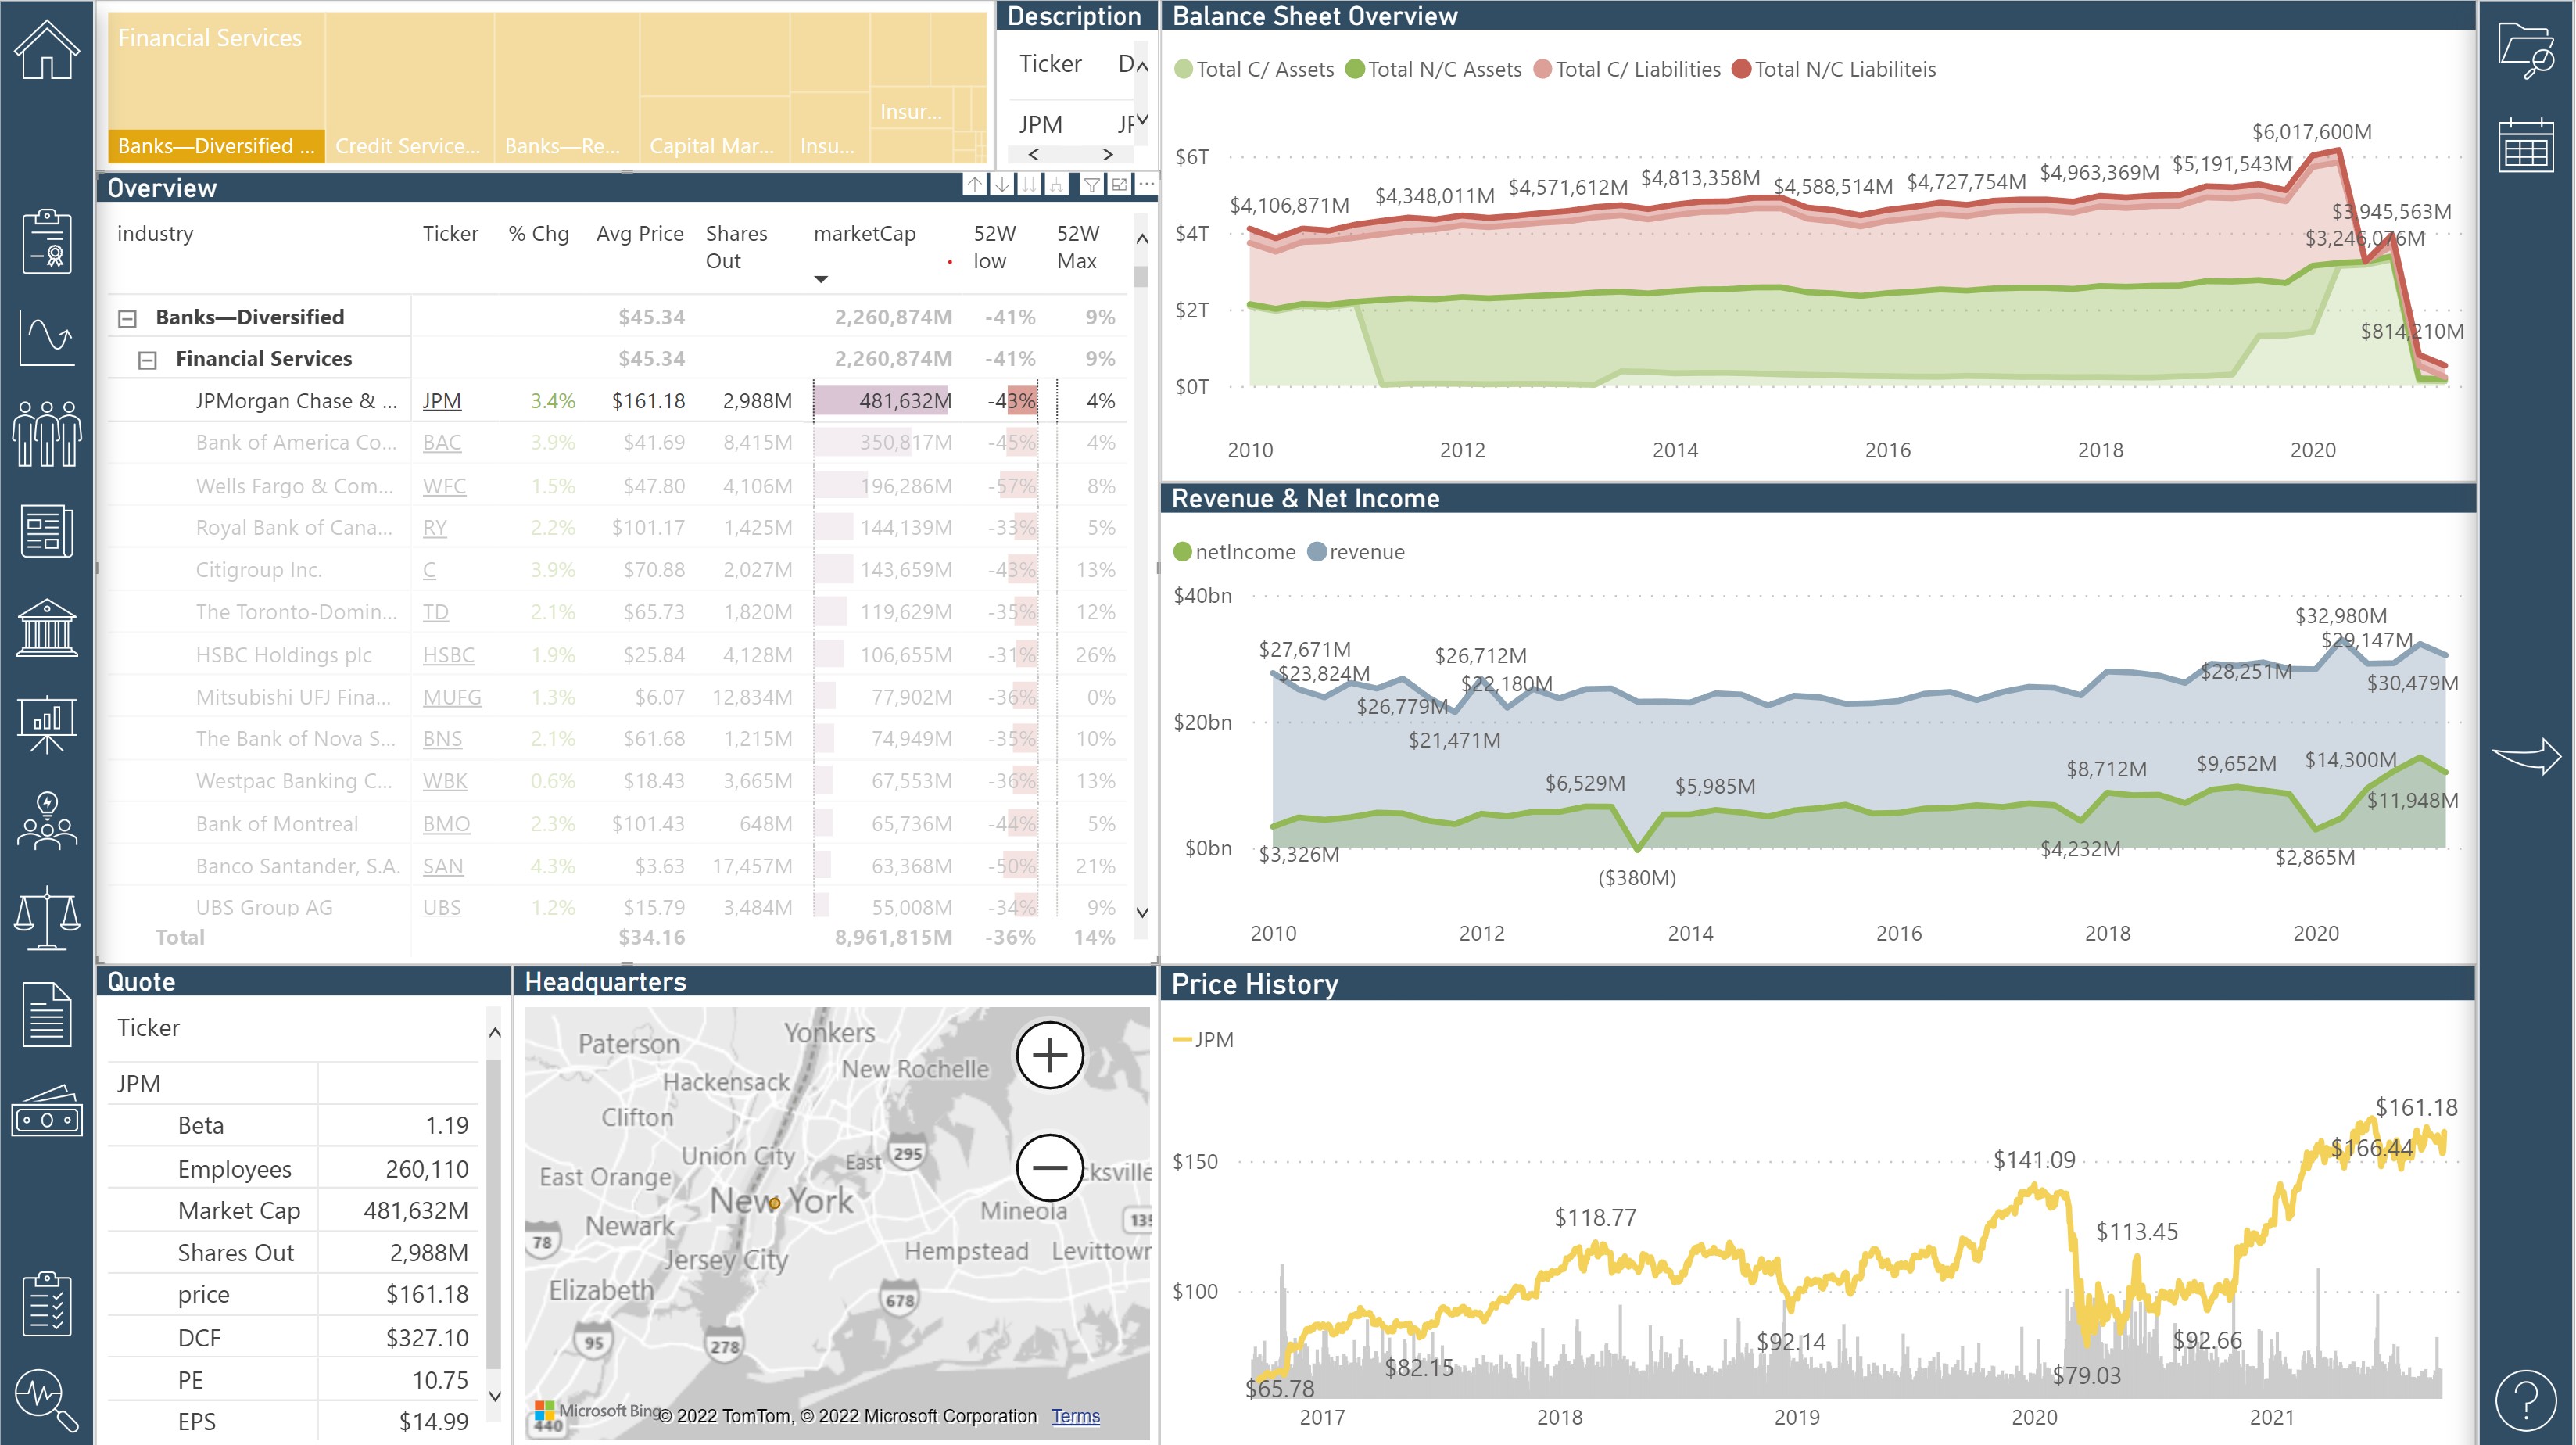 Financial Services
Banks—Diversified ...
Credit Service...
Banks—Re...
Capital Mar...
Insu...
Insur...
Description
Ticker
JPM
Overview
industry Ticker % Chg Avg Price Shares Out marketCap 52W low 52W Max
Banks—Diversified $45.34 2,260,874M -41% 9%
Financial Services $45.34 2,260,874M -41% 9%
JPMorgan Chase & ... JPM 3.4% $161.18 2,988M 481,632M -43% 4%
Bank of America Co... BAC 3.9% $41.69 8,415M 350,817M -45% 4%
Wells Fargo & Com... WFC 1.5% $47.80 4,106M 196,286M -57% 8%
Royal Bank of Cana... RY 2.2% $101.17 1,425M 144,139M -33% 5%
Citigroup Inc. C 3.9% $70.88 2,027M 143,659M -43% 13%
The Toronto-Domin... TD 2.1% $65.73 1,820M 119,629M -35% 12%
HSBC Holdings plc HSBC 1.9% $25.84 4,128M 106,655M -31% 26%
Mitsubishi UFJ Fina... MUFG 1.3% $6.07 12,834M 77,902M -36% 0%
The Bank of Nova S... BNS 2.1% $61.68 1,215M 74,949M -35% 10%
Westpac Banking C... WBK 0.6% $18.43 3,665M 67,553M -36% 13%
Bank of Montreal BMO 2.3% $101.43 648M 65,736M -44% 5%
Banco Santander, S.A. SAN 4.3% $3.63 17,457M 63,368M -50% 21%
UBS Group AG UBS 1.2% $15.79 3,484M 55,008M -34% 9%
Total $34.16 8,961,815M -36% 14%
Quote
Ticker
JPM
Beta 1.19
Employees 260,110
Market Cap 481,632M
Shares Out 2,988M
price $161.18
DCF $327.10
PE 10.75
EPS $14.99
Headquarters
Yonkers
Paterson
New Rochelle
Hackensack
Clifton
Union City
East
295
East Orange
cksville
New York
Newark
Mineola
135
78
Jersey City
Hempstead
Levittown
Elizabeth
678
95
278
440
Microsoft Bing
© 2022 TomTom, © 2022 Microsoft Corporation Terms
Balance Sheet Overview
Total C/ Assets Total N/C Assets Total C/ Liabilities Total N/C Liabiliteis
$6T
$4T
$2T
$0T
$4,106,871M
$4,348,011M
$4,571,612M
$4,813,358M
$4,588,514M
$4,727,754M
$4,963,369M
$5,191,543M
$6,017,600M
$3,945,563M
$3,246,076M
$814,210M
2010 2012 2014 2016 2018 2020
Revenue & Net Income
netIncome revenue
$40bn
$20bn
$0bn
$27,671M
$23,824M
$26,779M
$26,712M
$22,180M
$21,471M
$28,251M
$32,980M
$29,147M
$30,479M
$3,326M
$6,529M
($380M)
$5,985M
$8,712M
$4,232M
$9,652M
$2,865M
$14,300M
$11,948M
2010 2012 2014 2016 2018 2020
Price History
JPM
$150
$100
$65.78
$82.15
$118.77
$92.14
$141.09
$79.03
$113.45
$92.66
$161.18
$166.44
2017 2018 2019 2020 2021